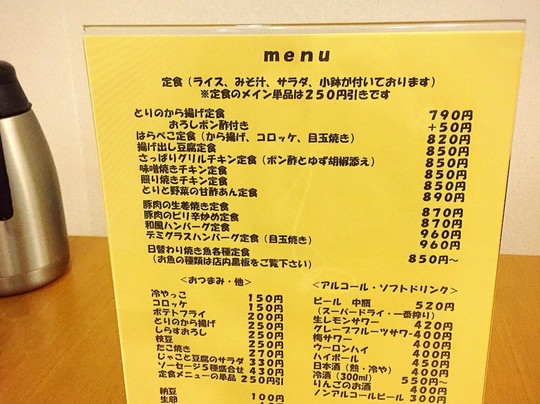 menu
定食（ライス、みそ汁、サラダ、小鉢が付いております）
※定食のメイン単品は２５０円引きです
とりのから揚げ定食 790円
おろしポン酢付き +50円
はらぺこ定食（から揚げ、コロッケ、目玉焼き） 820円
揚げ出し豆腐定食 850円
さっぱりグリルチキン定食（ポン酢とゆず胡椒添え） 850円
味噌焼きチキン定食 850円
照り焼きチキン定食 850円
とりと野菜の甘酢あん定食 890円
豚肉の生姜焼き定食 870円
豚肉のピリ辛炒め定食 870円
和風ハンバーグ定食 960円
デミグラスハンバーグ定食（目玉焼き） 960円
日替わり焼き魚各種定食 850円～
（お魚の種類は店内黒板をご覧下さい）
＜おつまみ・他＞
冷やっこ 150円
コロッケ 150円
ポテトフライ 200円
とりのから揚げ 250円
しらすおろし 250円
枝豆 250円
たこ焼き 250円
じゃこと豆腐のサラダ 270円
ソーセージ５種盛合せ 330円
定食メニューの単品 430円
250円引
納豆 100円
生卵
＜アルコール・ソフトドリンク＞
ビール 中瓶 520円
（スーパードライ・一番搾り）
生レモンサワー 420円
グレープフルーツサワー 400円
梅サワー 400円
ウーロンハイ 400円
ハイボール 400円
日本酒（熱・冷や） 450円
冷酒（300ml） 550円～
りんごのお酒 400円
ノンアルコールビール 300円